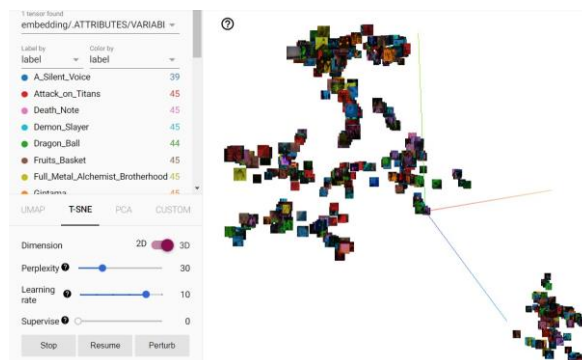 1 tensor found
embedding/.ATTRIBUTES/VARIABI
Label by Color by
label label
A_Silent_Voice 39
Attack_on_Titans 45
Death_Note 45
Demon_Slayer 45
Dragon_Ball 44
Fruits_Basket 45
Full_Metal_Alchemist_Brotherhood 45
Gintama 45
UMAP T-SNE PCA CUSTOM
Dimension 2D 3D
Perplexity ? 30
Learning rate ? 10
Supervise ? 0
Stop Resume Perturb
?